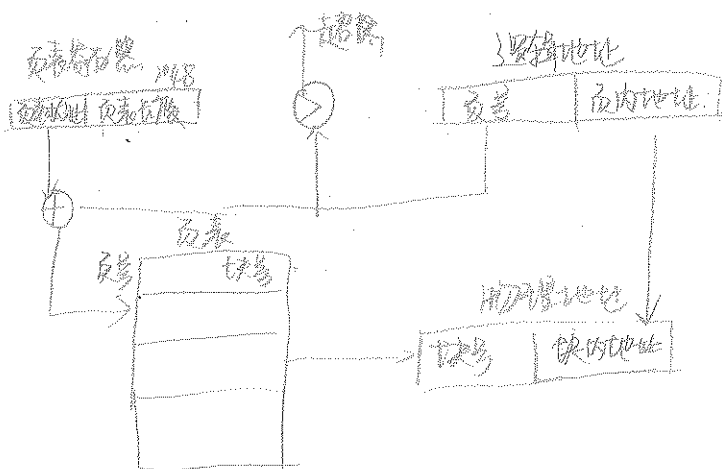 越界
页表寄存器
逻辑地址
页表始址 页表长度
页号 页内地址
页表
页号 块号
物理地址
块号 块内地址